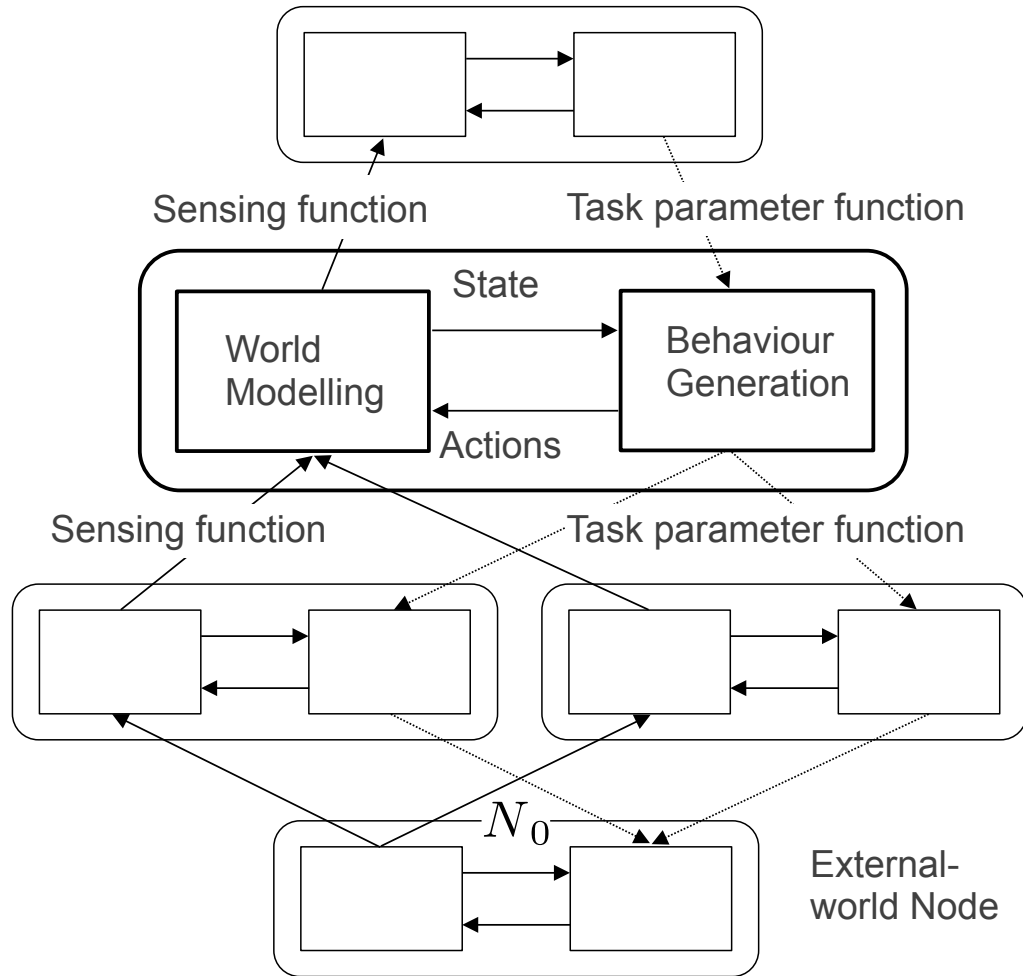 Sensing function
Task parameter function
State
World
Modelling
Behaviour
Generation
Actions
Sensing function
Task parameter function
N₀
External-
world Node